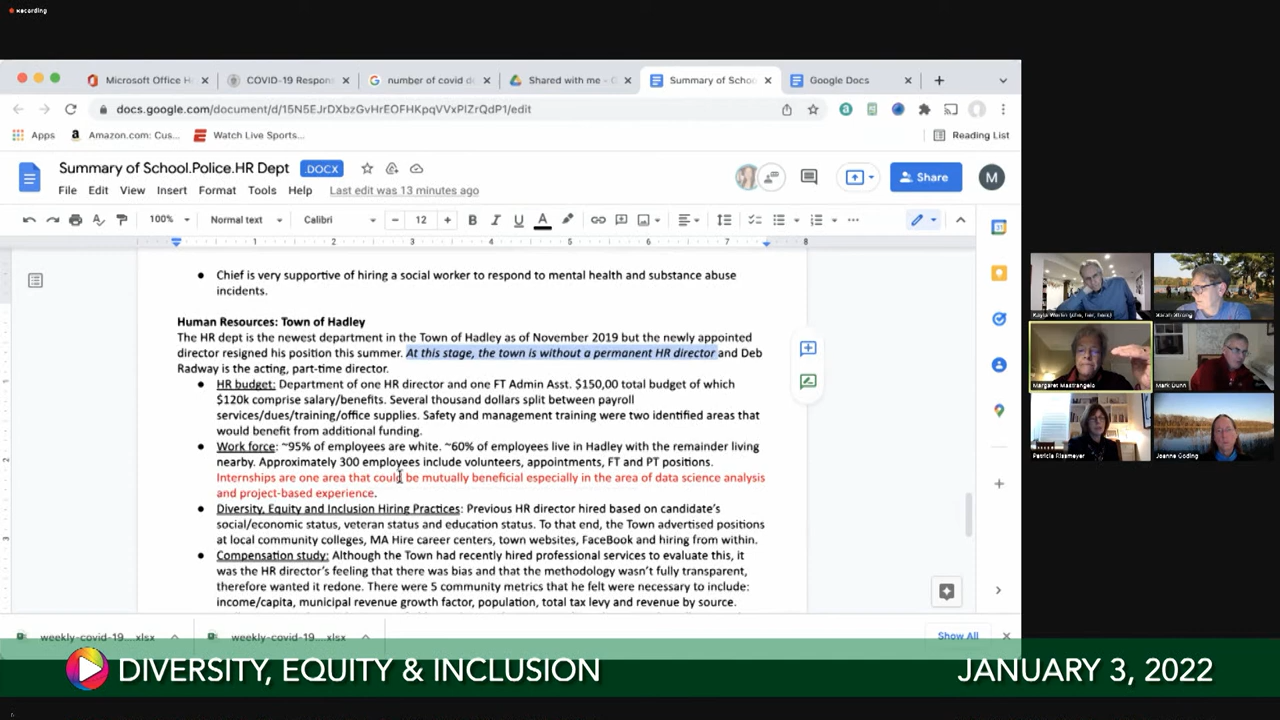 Recording
Microsoft Office H
COVID-19 Respon
number of covid d
Shared with me - G
Summary of Schoo
Google Docs
docs.google.com/document/d/15N5EJrDXbzGvHrEOFHKpqVVxPIZrQdP1/edit
Apps
Amazon.com: Cus...
Watch Live Sports...
Reading List
Summary of School.Police.HR Dept
.DOCX
File Edit View Insert Format Tools Help Last edit was 13 minutes ago
Share
M
100% Normal text Calibri 12 B I U A
1 2 3 4 5 6 7 8
Chief is very supportive of hiring a social worker to respond to mental health and substance abuse
incidents.
Human Resources: Town of Hadley
The HR dept is the newest department in the Town of Hadley as of November 2019 but the newly appointed
director resigned his position this summer. At this stage, the town is without a permanent HR director and Deb
Radway is the acting, part-time director.
HR budget: Department of one HR director and one FT Admin Asst. $150,00 total budget of which
$120k comprise salary/benefits. Several thousand dollars split between payroll
services/dues/training/office supplies. Safety and management training were two identified areas that
would benefit from additional funding.
Work force: ~95% of employees are white. ~60% of employees live in Hadley with the remainder living
nearby. Approximately 300 employees include volunteers, appointments, FT and PT positions.
Internships are one area that could be mutually beneficial especially in the area of data science analysis
and project-based experience.
Diversity, Equity and Inclusion Hiring Practices: Previous HR director hired based on candidate's
social/economic status, veteran status and education status. To that end, the Town advertised positions
at local community colleges, MA Hire career centers, town websites, FaceBook and hiring from within.
Compensation study: Although the Town had recently hired professional services to evaluate this, it
was the HR director's feeling that there was bias and that the methodology wasn't fully transparent,
therefore wanted it redone. There were 5 community metrics that he felt were necessary to include:
income/capita, municipal revenue growth factor, population, total tax levy and revenue by source.
weekly-covid-19....xlsx
weekly-covid-19....xlsx
Show All
Kayla Werlin (she, her, hers)
Sarah Strong
Margaret Mastrangelo
Mark Dunn
Patricia Rissmeyer
Joanne Goding
DIVERSITY, EQUITY & INCLUSION
JANUARY 3, 2022